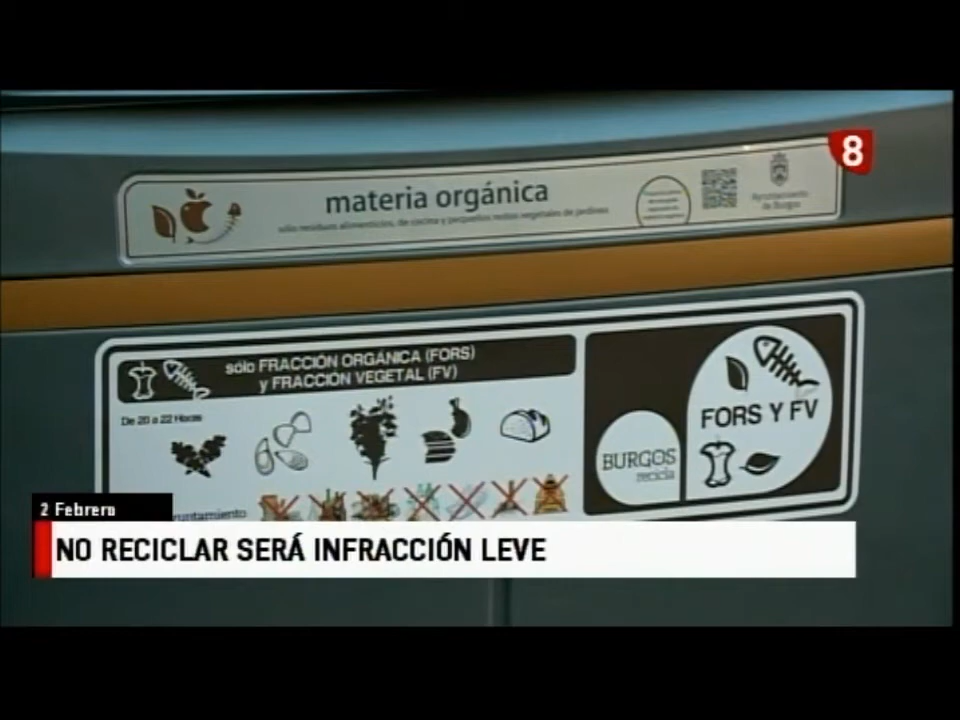 8
materia orgánica
sólo residuos alimenticios, de cocina y pequeños restos vegetales de jardines
Ayuntamiento
de Burgos
sólo FRACCIÓN ORGÁNICA (FORS)
y FRACCIÓN VEGETAL (FV)
De 20 a 22 Horas
FORS Y FV
BURGOS
recicla
2 Febrero
NO RECICLAR SERÁ INFRACCIÓN LEVE